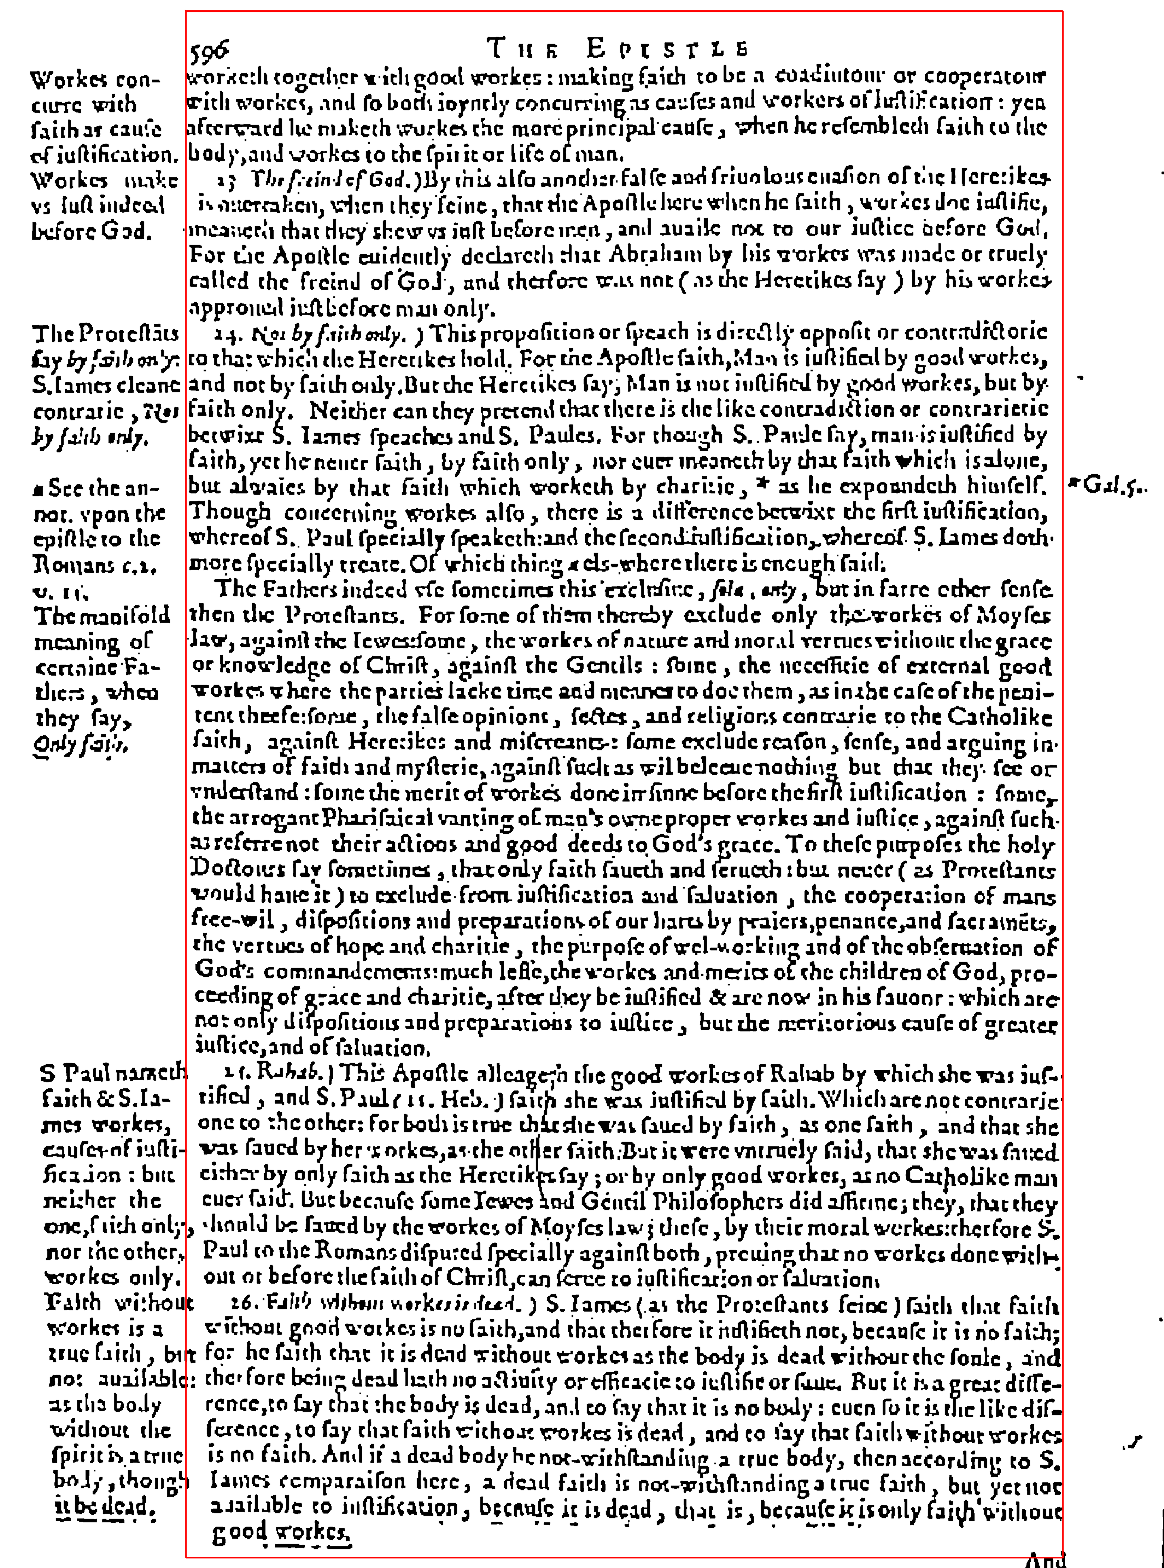 596 THE EPISTLE
worketh together with good workes: making faith to be a coadiutour or cooperatour
with workes, and so both ioyntly concurring as causes and workers of Iustification: yea
afterward he maketh workes the more principal cause, when he resembleth faith to the
body, and workes to the spirit or life of man.
23 The freind of God.) By this also another false and friuolous euasion of the Heretikes
is ouertaken, when they feine, that the Apostle here when he saith, workes doe iustifie,
meaneth that they shew vs iust before men, and auaile not to our iustice before God.
For the Apostle euidently declareth that Abraham by his workes was made or truely
called the freind of God, and therfore was not (as the Heretikes say) by his workes
approued iust before man only.
24. Not by faith only.) This proposition or speach is directly opposit or contradictorie
to that which the Heretikes hold. For the Apostle saith, Man is iustified by good workes,
and not by faith only. But the Heretikes say; Man is not iustified by good workes, but by
faith only. Neither can they pretend that there is the like contradiction or contrarietie
betwixt S. Iames speaches and S. Paules. For though S. Paule say, man is iustified by
faith, yet he neuer saith, by faith only, nor euer meaneth by that faith which is alone,
but alwaies by that faith which worketh by charitie, * as he expoundeth himself.
Though concerning workes also, there is a difference betwixt the first iustification,
whereof S. Paul specially speaketh: and the second iustification, whereof S. Iames doth
more specially treate. Of which thing * els-where there is enough said.
The Fathers indeed vse sometimes this exclusiue, sola, only, but in farre other sense
then the Protestants. For some of them thereby exclude only the workes of Moyses
law, against the Iewes: some, the workes of nature and moral vertues without the grace
or knowledge of Christ, against the Gentils: some, the necessitie of external good
workes where the parties lacke time and meanes to doe them, as in the case of the peni-
tent theefe: some, the false opinions, sectes, and religions contrarie to the Catholike
faith, against Heretikes and miscreants: some exclude reason, sense, and arguing in
matters of faith and mysterie, against such as wil beleeue nothing but that they see or
vnderstand: some the merit of workes done in sinne before the first iustification: some,
the arrogant Pharisaical vanting of man's owne proper workes and iustice, against such
as referre not their actions and good deeds to God's grace. To these purposes the holy
Doctours say sometimes, that only faith saueth and serueth: but neuer (as Protestants
would haue it) to exclude from iustification and saluation, the cooperation of mans
free-wil, dispositions and preparations of our harts by praiers, penance, and sacramēts,
the vertues of hope and charitie, the purpose of wel-working and of the obseruation of
God's commandements: much lesse, the workes and merits of the children of God, pro-
ceeding of grace and charitie, after they be iustified & are now in his fauour: which are
not only dispositions and preparations to iustice, but the meritorious cause of greater
iustice, and of saluation.
25. Rahab.) This Apostle alleageth the good workes of Rahab by which she was ius-
tified, and S. Paul (11. Heb.) saith she was iustified by faith. Which are not contrarie
one to the other: for both is true that she was saued by faith, as one saith, and that she
was saued by her workes, as the other saith. But it were vntruely said, that she was saued
either by only faith as the Heretikes say; or by only good workes, as no Catholike man
euer said. But because some Iewes and Gentil Philosophers did affirme; they, that they
should be saued by the workes of Moyses law; these, by their moral workes: therfore S.
Paul to the Romans disputed specially against both, prouing that no workes done with-
out or before the faith of Christ, can serue to iustification or saluation.
26. Faith without workes is dead.) S. Iames (as the Protestants feine) saith that faith
without good workes is no faith, and that therfore it iustifieth not, because it is no faith;
for he saith that it is dead without workes as the body is dead without the soule, and
therfore being dead hath no actiuity or efficacie to iustifie or saue. But it is a great diffe-
rence, to say that the body is dead, and to say that it is no body: euen so it is the like dif-
ference, to say that faith without workes is dead, and to say that faith without workes
is no faith. And if a dead body be not-withstanding a true body, then according to S.
Iames comparaison here, a dead faith is not-withstanding a true faith, but yet not
auailable to iustification, because it is dead, that is, because it is only faith without
good workes.
And
Workes con-
curre with
faith as cause
of iustification.
Workes make
vs iust indeed
before God.
The Protestāts
say by faith only:
S. Iames cleane
contrarie, Not
by faith only.
* See the an-
not. vpon the
epistle to the
Romans c. 2.
v. 13.
The manifold
meaning of
certaine Fa-
thers, when
they say,
Only faith.
S Paul nameth
faith & S. Ia-
mes workes,
causes of iusti-
fication: but
neither the
one, faith only,
nor the other,
workes only.
Faith without
workes is a
true faith, but
not auailable:
as the body
without the
spirit is a true
body, though
it be dead.
* Gal. 5.